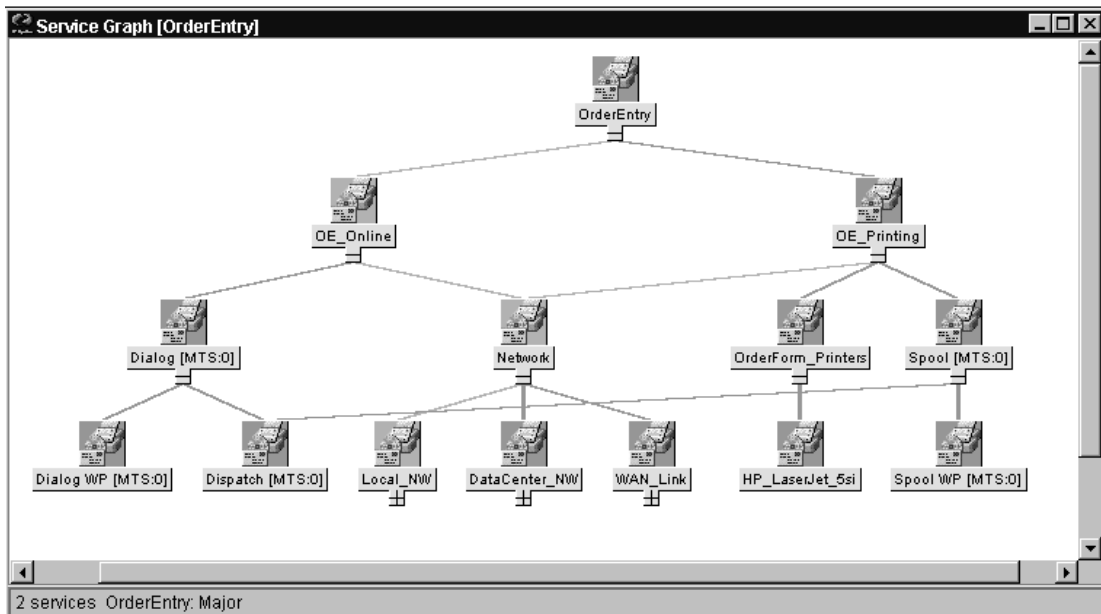 Service Graph [OrderEntry]
OrderEntry
OE_Online
OE_Printing
Dialog [MTS:0]
Network
OrderForm_Printers
Spool [MTS:0]
Dialog WP [MTS:0]
Dispatch [MTS:0]
Local_NW
DataCenter_NW
WAN_Link
HP_LaserJet_5si
Spool WP [MTS:0]
2 services OrderEntry: Major